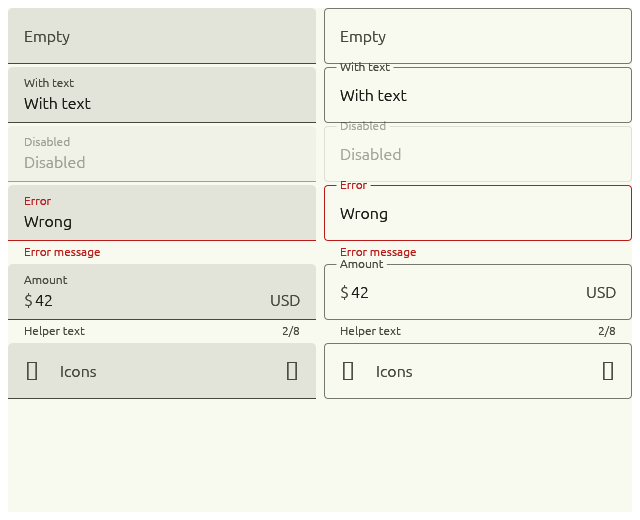 Empty
With text
With text
Disabled
Disabled
Error
Wrong
Error message
Amount
$ 42 USD
Helper text 2/8
Icons
Empty
With text
With text
Disabled
Disabled
Error
Wrong
Error message
Amount
$ 42 USD
Helper text 2/8
Icons